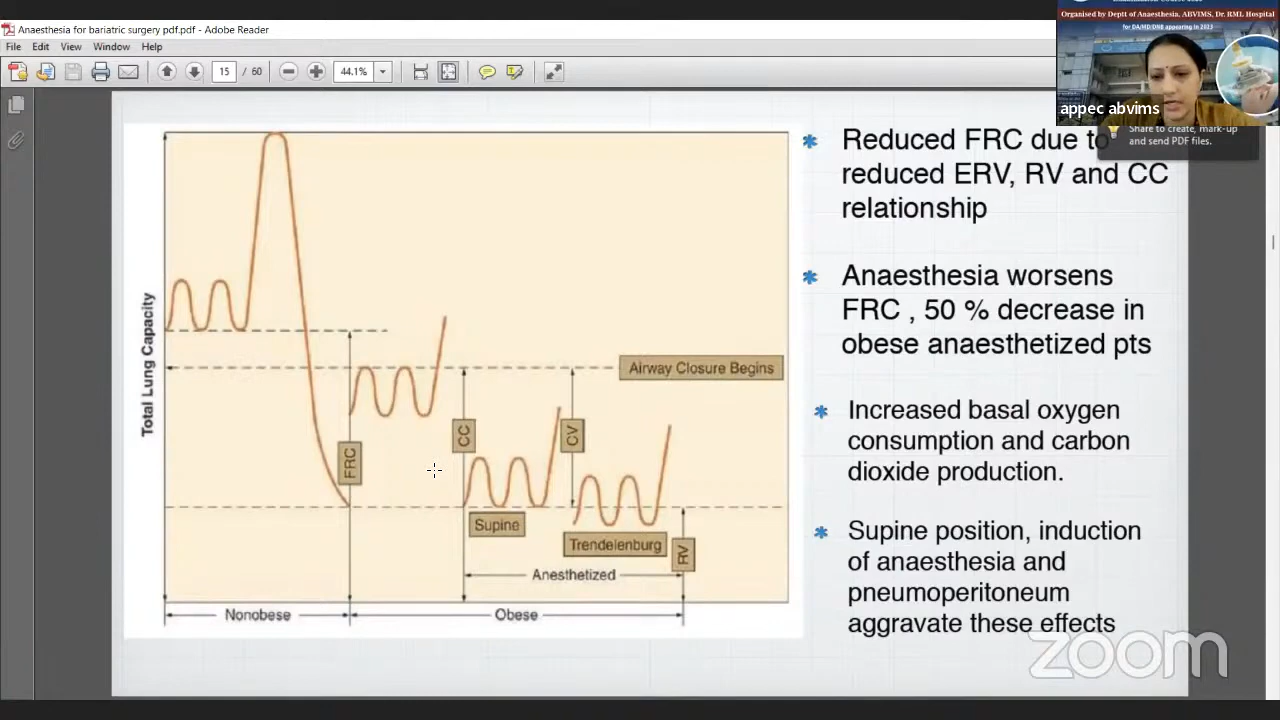 Organised by Deptt of Anaesthesia, ABVIMS, Dr. RML Hospital
for DA/MD/DNB appearing in 2023
appec abvims
Anaesthesia for bariatric surgery pdf.pdf - Adobe Reader
File Edit View Window Help
15 / 60 44.1%
Share to create, mark-up
and send PDF files.
Total Lung Capacity
Airway Closure Begins
FRC
CC
CV
RV
Supine
Trendelenburg
Anesthetized
Nonobese
Obese
Reduced FRC due to
reduced ERV, RV and CC
relationship
Anaesthesia worsens
FRC , 50 % decrease in
obese anaesthetized pts
Increased basal oxygen
consumption and carbon
dioxide production.
Supine position, induction
of anaesthesia and
pneumoperitoneum
aggravate these effects
zoom